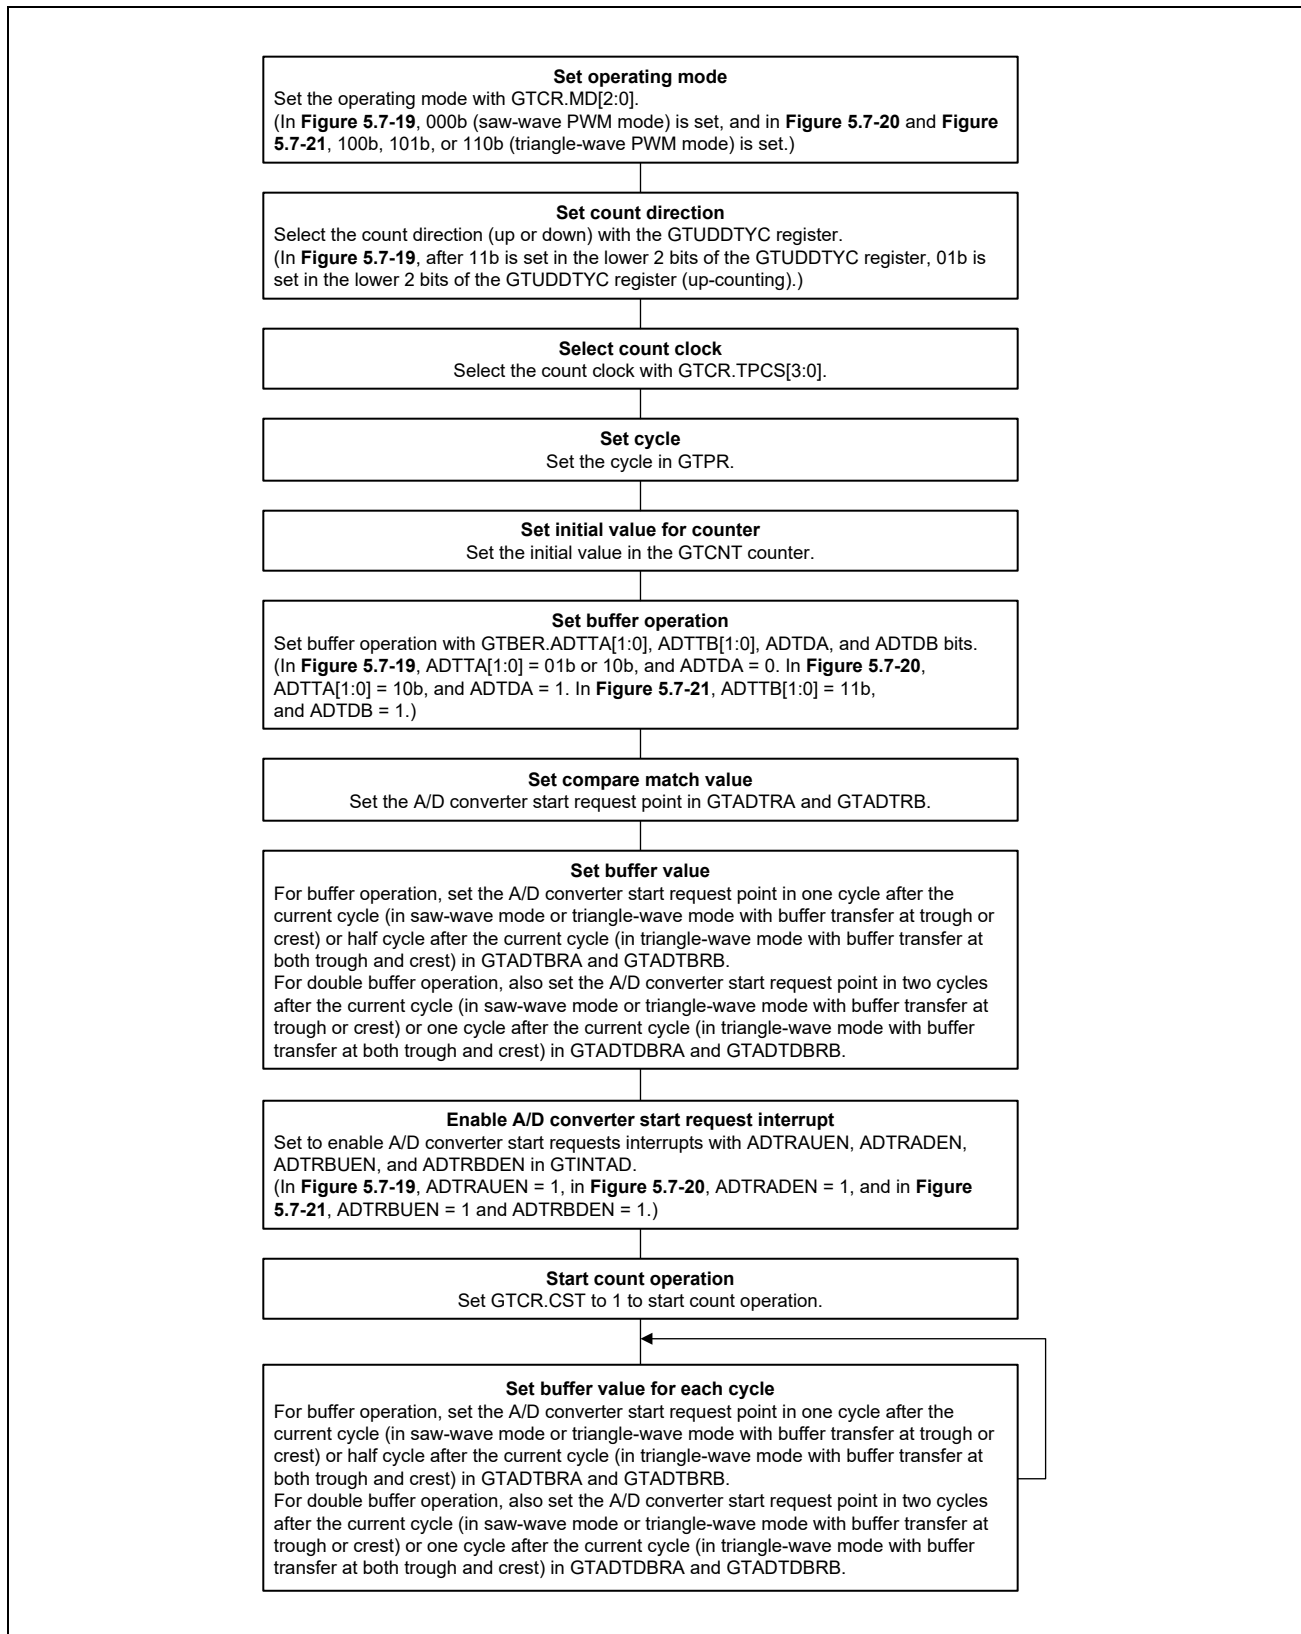 Set operating mode
Set the operating mode with GTCR.MD[2:0].
(In Figure 5.7-19, 000b (saw-wave PWM mode) is set, and in Figure 5.7-20 and Figure
5.7-21, 100b, 101b, or 110b (triangle-wave PWM mode) is set.)
Set count direction
Select the count direction (up or down) with the GTUDDTYC register.
(In Figure 5.7-19, after 11b is set in the lower 2 bits of the GTUDDTYC register, 01b is
set in the lower 2 bits of the GTUDDTYC register (up-counting).)
Select count clock
Select the count clock with GTCR.TPCS[3:0].
Set cycle
Set the cycle in GTPR.
Set initial value for counter
Set the initial value in the GTCNT counter.
Set buffer operation
Set buffer operation with GTBER.ADTTA[1:0], ADTTB[1:0], ADTDA, and ADTDB bits.
(In Figure 5.7-19, ADTTA[1:0] = 01b or 10b, and ADTDA = 0. In Figure 5.7-20,
ADTTA[1:0] = 10b, and ADTDA = 1. In Figure 5.7-21, ADTTB[1:0] = 11b,
and ADTDB = 1.)
Set compare match value
Set the A/D converter start request point in GTADTRA and GTADTRB.
Set buffer value
For buffer operation, set the A/D converter start request point in one cycle after the
current cycle (in saw-wave mode or triangle-wave mode with buffer transfer at trough or
crest) or half cycle after the current cycle (in triangle-wave mode with buffer transfer at
both trough and crest) in GTADTBRA and GTADTBRB.
For double buffer operation, also set the A/D converter start request point in two cycles
after the current cycle (in saw-wave mode or triangle-wave mode with buffer transfer at
trough or crest) or one cycle after the current cycle (in triangle-wave mode with buffer
transfer at both trough and crest) in GTADTDBRA and GTADTDBRB.
Enable A/D converter start request interrupt
Set to enable A/D converter start requests interrupts with ADTRAUEN, ADTRADEN,
ADTRBUEN, and ADTRBDEN in GTINTAD.
(In Figure 5.7-19, ADTRAUEN = 1, in Figure 5.7-20, ADTRADEN = 1, and in Figure
5.7-21, ADTRBUEN = 1 and ADTRBDEN = 1.)
Start count operation
Set GTCR.CST to 1 to start count operation.
Set buffer value for each cycle
For buffer operation, set the A/D converter start request point in one cycle after the
current cycle (in saw-wave mode or triangle-wave mode with buffer transfer at trough or
crest) or half cycle after the current cycle (in triangle-wave mode with buffer transfer at
both trough and crest) in GTADTBRA and GTADTBRB.
For double buffer operation, also set the A/D converter start request point in two cycles
after the current cycle (in saw-wave mode or triangle-wave mode with buffer transfer at
trough or crest) or one cycle after the current cycle (in triangle-wave mode with buffer
transfer at both trough and crest) in GTADTDBRA and GTADTDBRB.